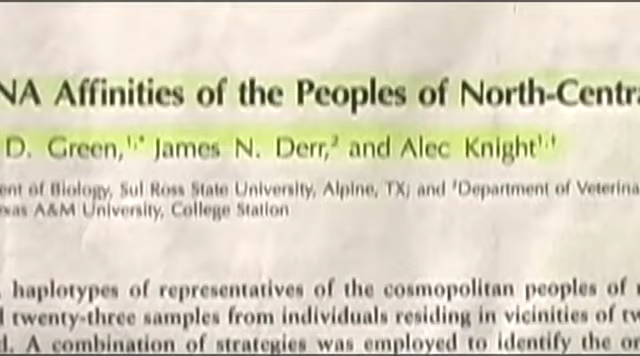 NA Affinities of the Peoples of North-Centra
D. Green,¹,* James N. Derr,² and Alec Knight¹,†
ent of Biology, Sul Ross State University, Alpine, TX; and ²Department of Veterina
xas A&M University, College Station
haplotypes of representatives of the cosmopolitan peoples of
twenty-three samples from individuals residing in vicinities of tw
d. A combination of strategies was employed to identify the or